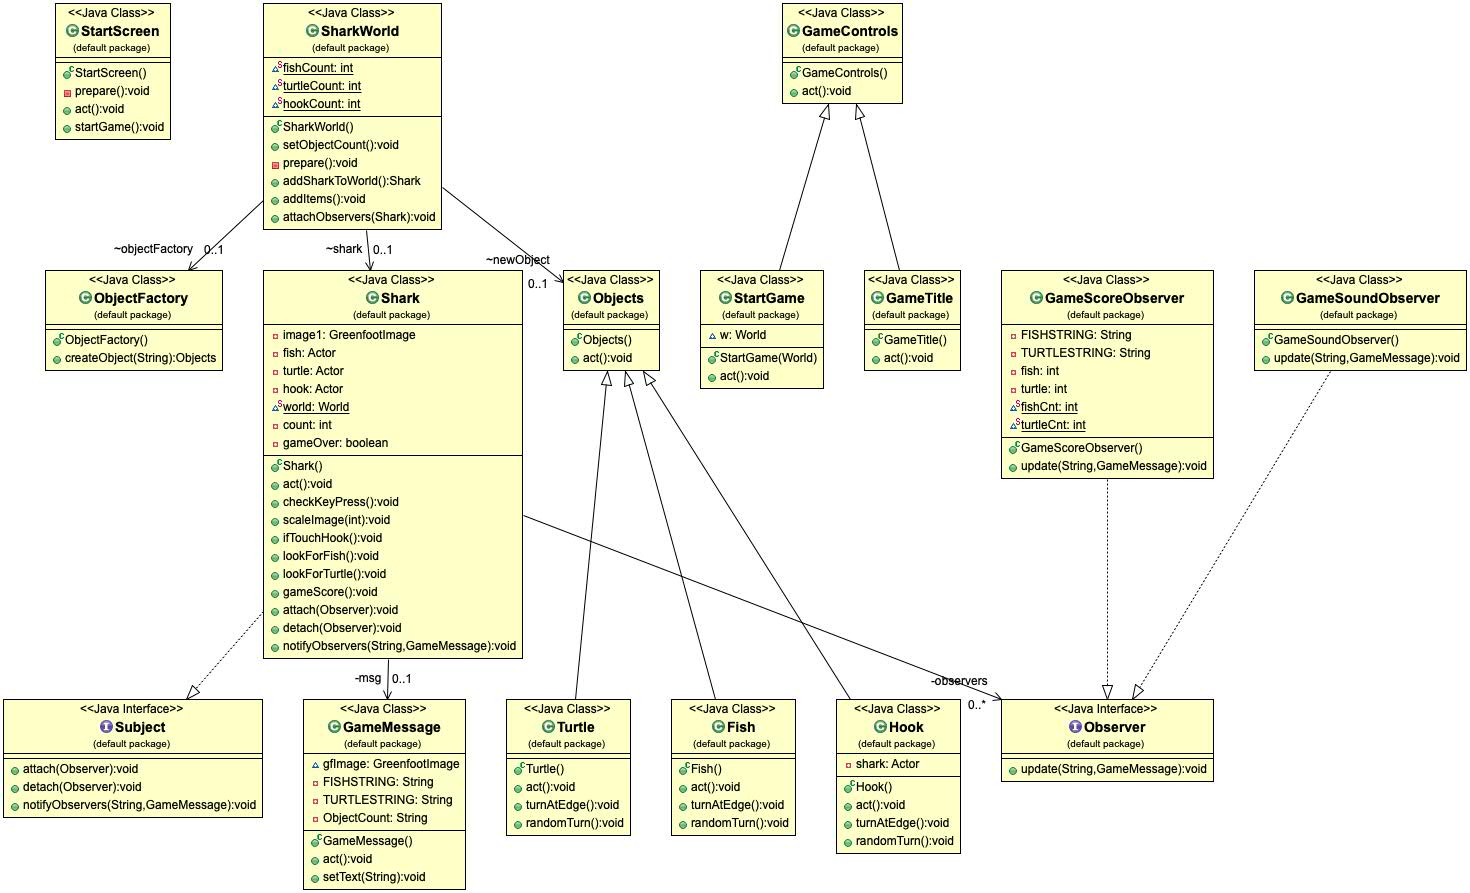 <<Java Class>>
StartScreen
(default package)
StartScreen()
prepare():void
act():void
startGame():void
<<Java Class>>
SharkWorld
(default package)
fishCount: int
turtleCount: int
hookCount: int
SharkWorld()
setObjectCount():void
prepare():void
addSharkToWorld():Shark
addItems():void
attachObservers(Shark):void
<<Java Class>>
GameControls
(default package)
GameControls()
act():void
~objectFactory 0..1
~shark 0..1
~newObject
0..1
<<Java Class>>
ObjectFactory
(default package)
ObjectFactory()
createObject(String):Objects
<<Java Class>>
Shark
(default package)
image1: GreenfootImage
fish: Actor
turtle: Actor
hook: Actor
world: World
count: int
gameOver: boolean
Shark()
act():void
checkKeyPress():void
scaleImage(int):void
ifTouchHook():void
lookForFish():void
lookForTurtle():void
gameScore():void
attach(Observer):void
detach(Observer):void
notifyObservers(String,GameMessage):void
<<Java Class>>
Objects
(default package)
Objects()
act():void
<<Java Class>>
StartGame
(default package)
w: World
StartGame(World)
act():void
<<Java Class>>
GameTitle
(default package)
GameTitle()
act():void
<<Java Class>>
GameScoreObserver
(default package)
FISHSTRING: String
TURTLESTRING: String
fish: int
turtle: int
fishCnt: int
turtleCnt: int
GameScoreObserver()
update(String,GameMessage):void
<<Java Class>>
GameSoundObserver
(default package)
GameSoundObserver()
update(String,GameMessage):void
-msg 0..1
-observers
0..*
<<Java Interface>>
Subject
(default package)
attach(Observer):void
detach(Observer):void
notifyObservers(String,GameMessage):void
<<Java Class>>
GameMessage
(default package)
gfImage: GreenfootImage
FISHSTRING: String
TURTLESTRING: String
ObjectCount: String
GameMessage()
act():void
setText(String):void
<<Java Class>>
Turtle
(default package)
Turtle()
act():void
turnAtEdge():void
randomTurn():void
<<Java Class>>
Fish
(default package)
Fish()
act():void
turnAtEdge():void
randomTurn():void
<<Java Class>>
Hook
(default package)
shark: Actor
Hook()
act():void
turnAtEdge():void
randomTurn():void
<<Java Interface>>
Observer
(default package)
update(String,GameMessage):void